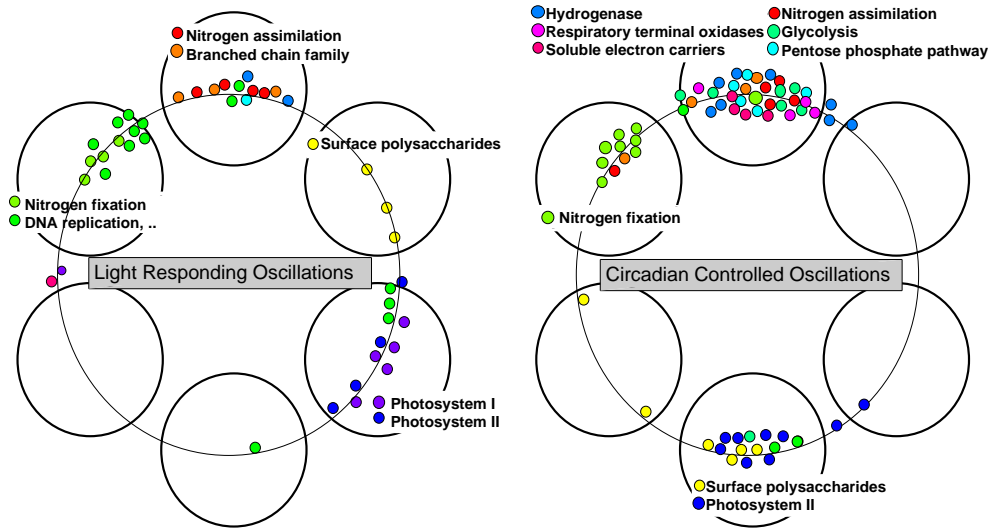 Nitrogen assimilation
Branched chain family
Surface polysaccharides
Nitrogen fixation
DNA replication, ..
Light Responding Oscillations
Photosystem I
Photosystem II
Hydrogenase
Nitrogen assimilation
Respiratory terminal oxidases
Glycolysis
Soluble electron carriers
Pentose phosphate pathway
Nitrogen fixation
Circadian Controlled Oscillations
Surface polysaccharides
Photosystem II